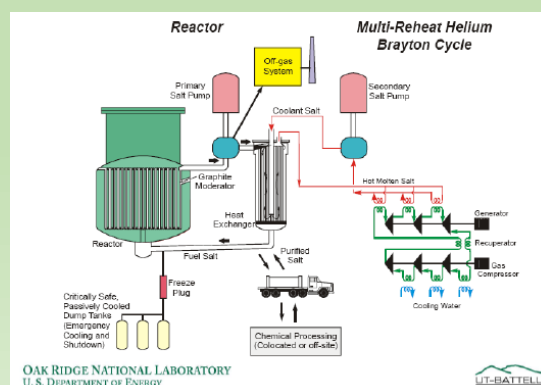 Reactor
Multi-Reheat Helium
Brayton Cycle
Off-gas
System
Primary
Salt Pump
Secondary
Salt Pump
Coolant Salt
Graphite
Moderator
Hot Molten Salt
Heat
Exchanger
Generator
Recuperator
Reactor
Fuel Salt
Purified
Salt
Gas
Compressor
Freeze
Plug
Cooling Water
Critically Safe,
Passively Cooled
Dump Tanks
(Emergency
Cooling and
Shutdown)
Chemical Processing
(Colocated or off-site)
OAK RIDGE NATIONAL LABORATORY
U. S. DEPARTMENT OF ENERGY
UT-BATTELL